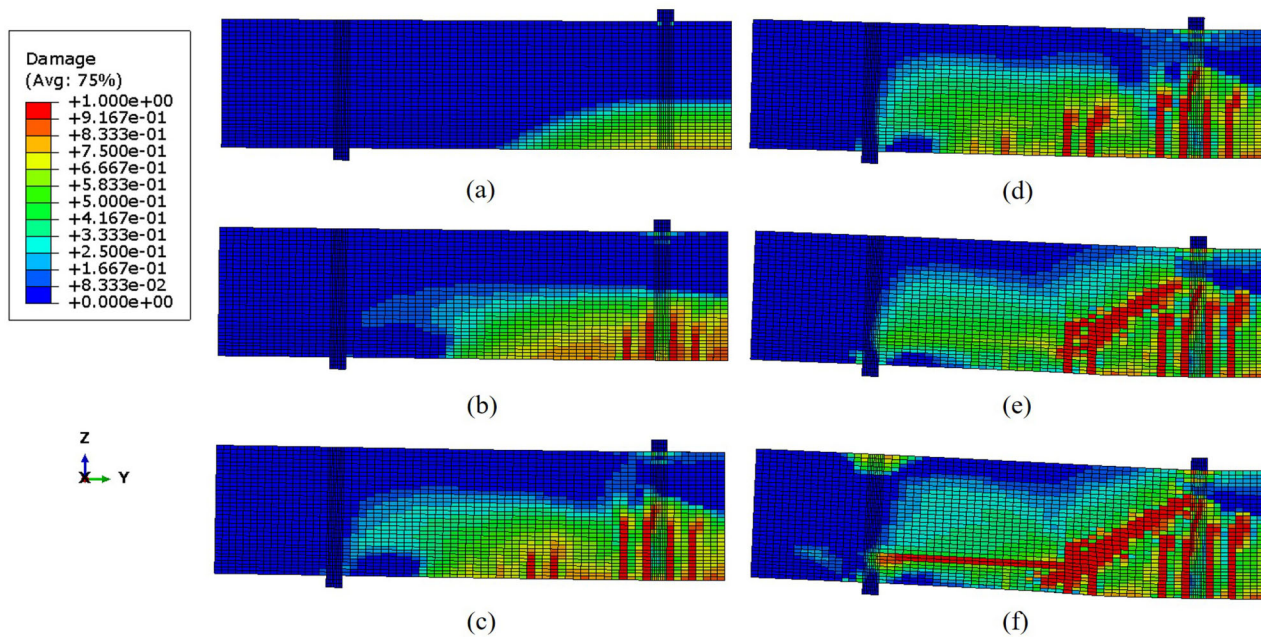 Damage
(Avg: 75%)
+1.000e+00
+9.167e-01
+8.333e-01
+7.500e-01
+6.667e-01
+5.833e-01
+5.000e-01
+4.167e-01
+3.333e-01
+2.500e-01
+1.667e-01
+8.333e-02
+0.000e+00
Z
X Y
(a)
(b)
(c)
(d)
(e)
(f)